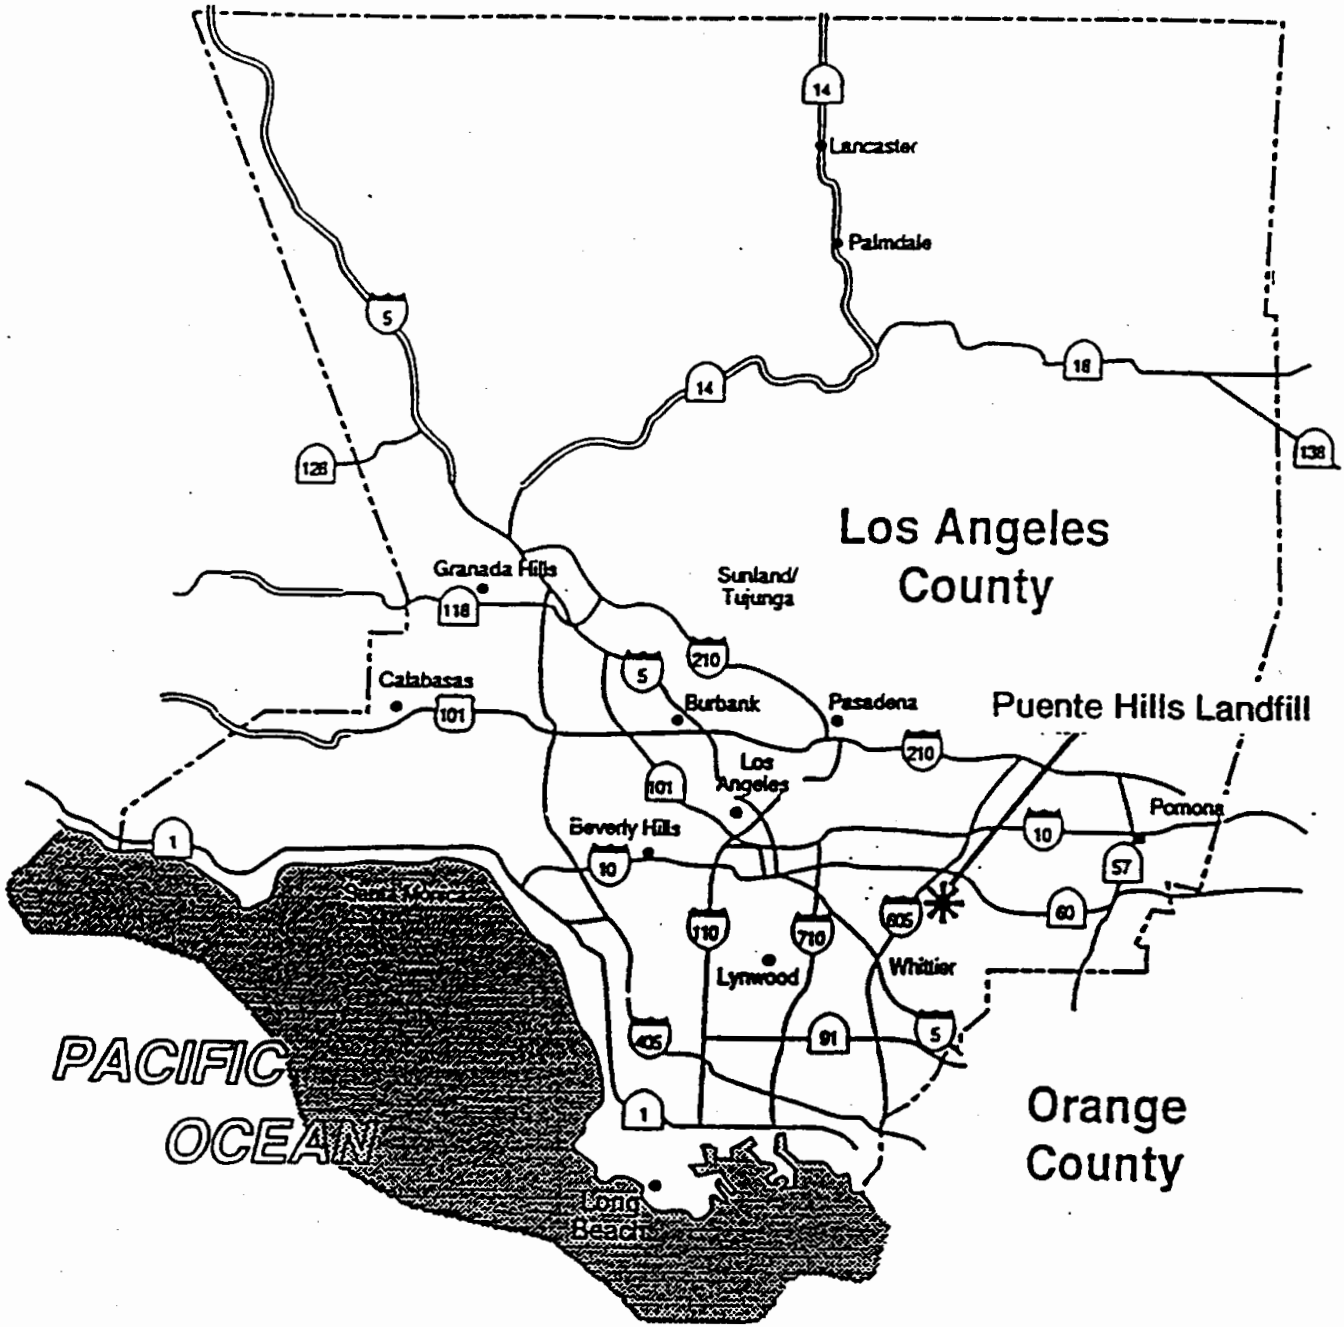 14
Lancaster
Palmdale
5
14
18
126
138
Los Angeles
County
Granada Hills
118
Sunland/
Tujunga
210
5
Calabasas
101
Burbank
Pasadena
Puente Hills Landfill
210
Los
Angeles
101
Pomona
1
Beverly Hills
10
10
57
60
605
110
710
Whittier
Lynwood
405
91
5
PACIFIC
OCEAN
1
Orange
County
Long
Beach